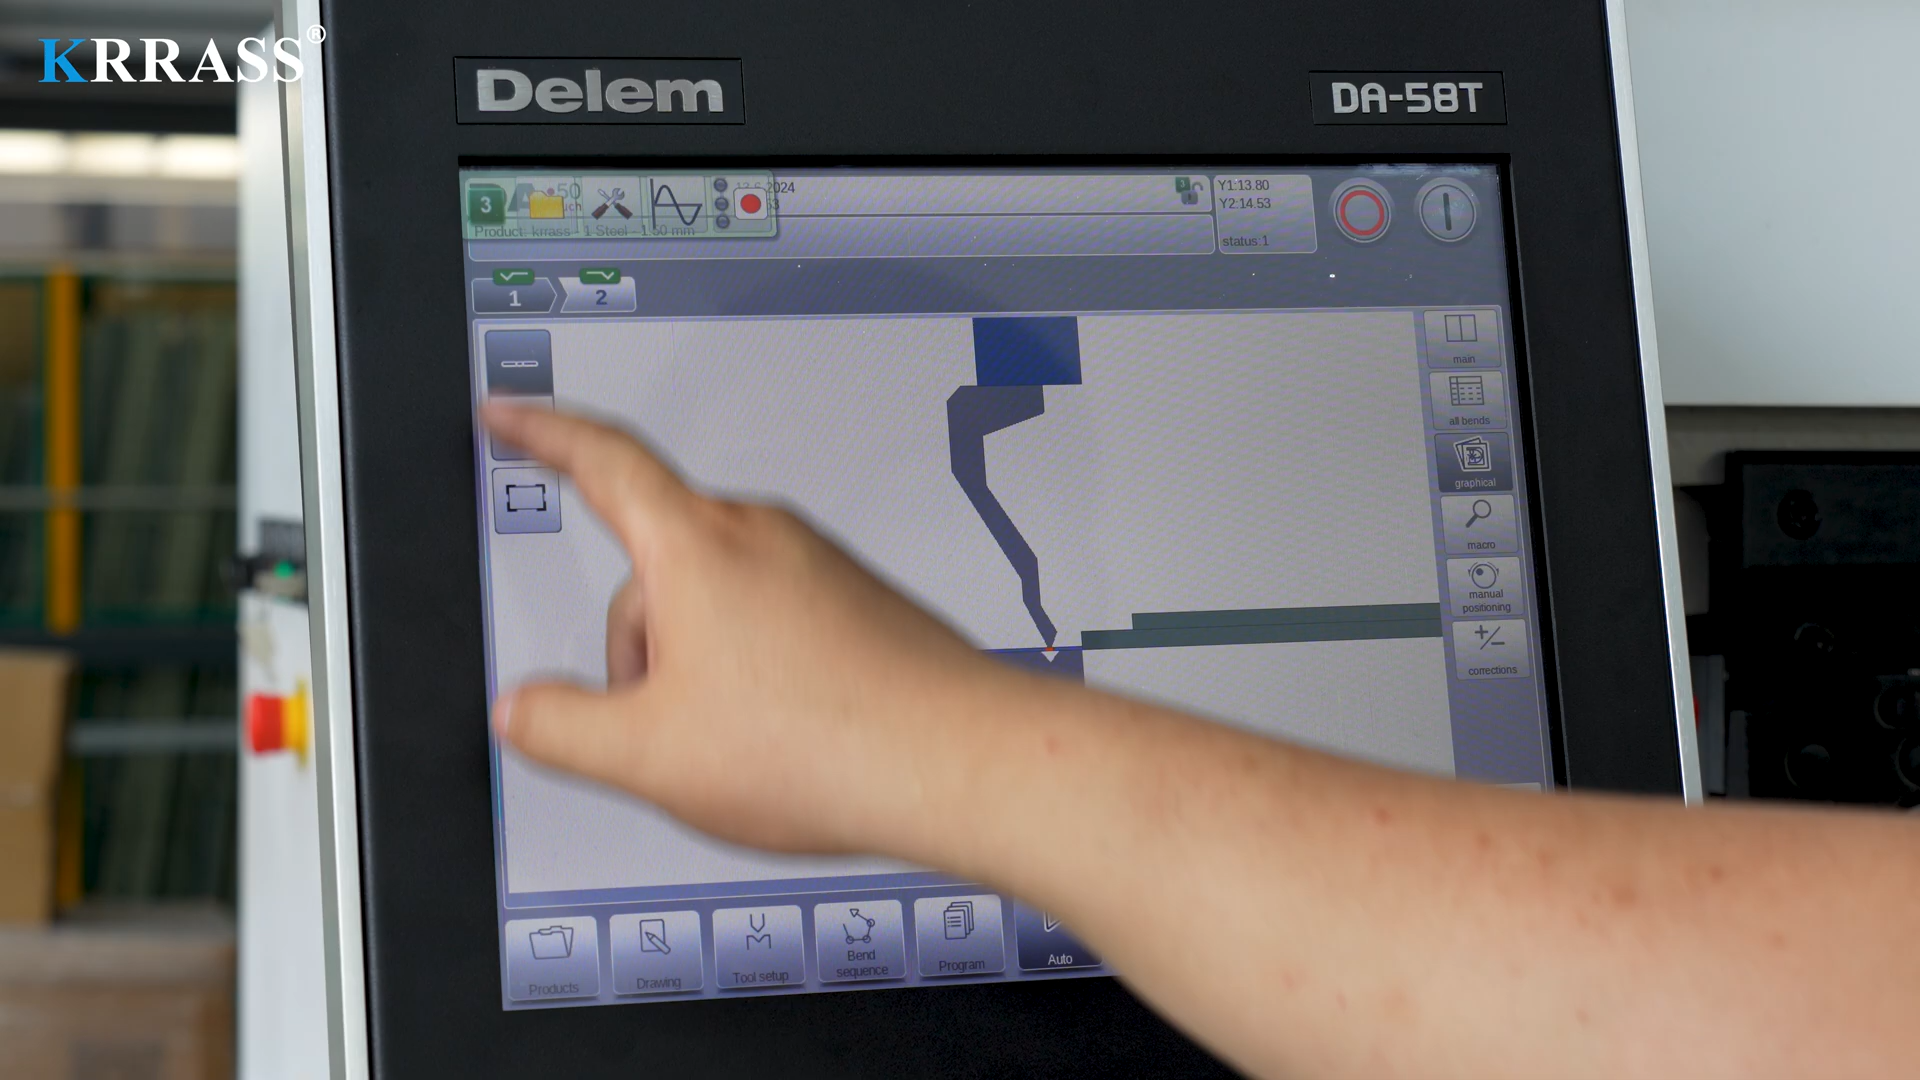 KRRASS®
Delem
DA-58T
3
2024
Product: krrass - 1 Steel - 1.50 mm
3
Y1:13.80
Y2:14.53
status:1
1
2
main
all bends
graphical
macro
manual
positioning
corrections
Products
Drawing
Tool setup
Bend
sequence
Program
Auto